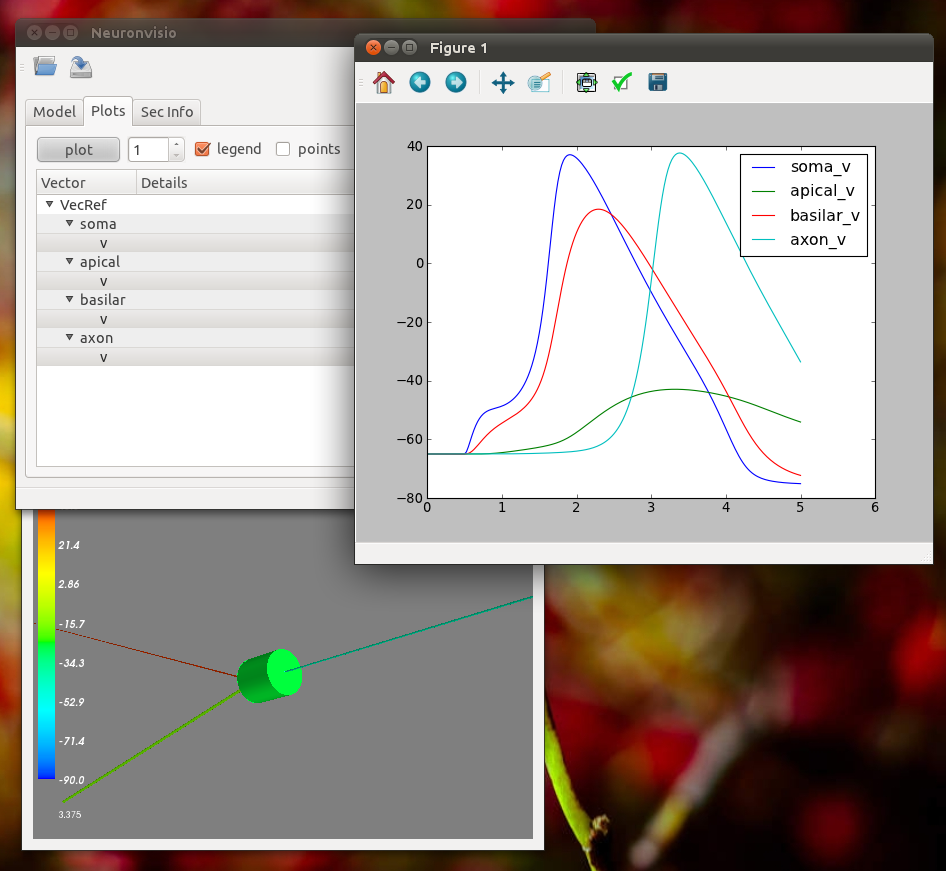 Neuronvisio
Model Plots Sec Info
plot 1 legend points
Vector Details
VecRef
soma
v
apical
v
basilar
v
axon
v
Figure 1
40
20
0
−20
−40
−60
−80
0 1 2 3 4 5 6
soma_v
apical_v
basilar_v
axon_v
21.4
2.86
-15.7
-34.3
-52.9
-71.4
-90.0
3.375